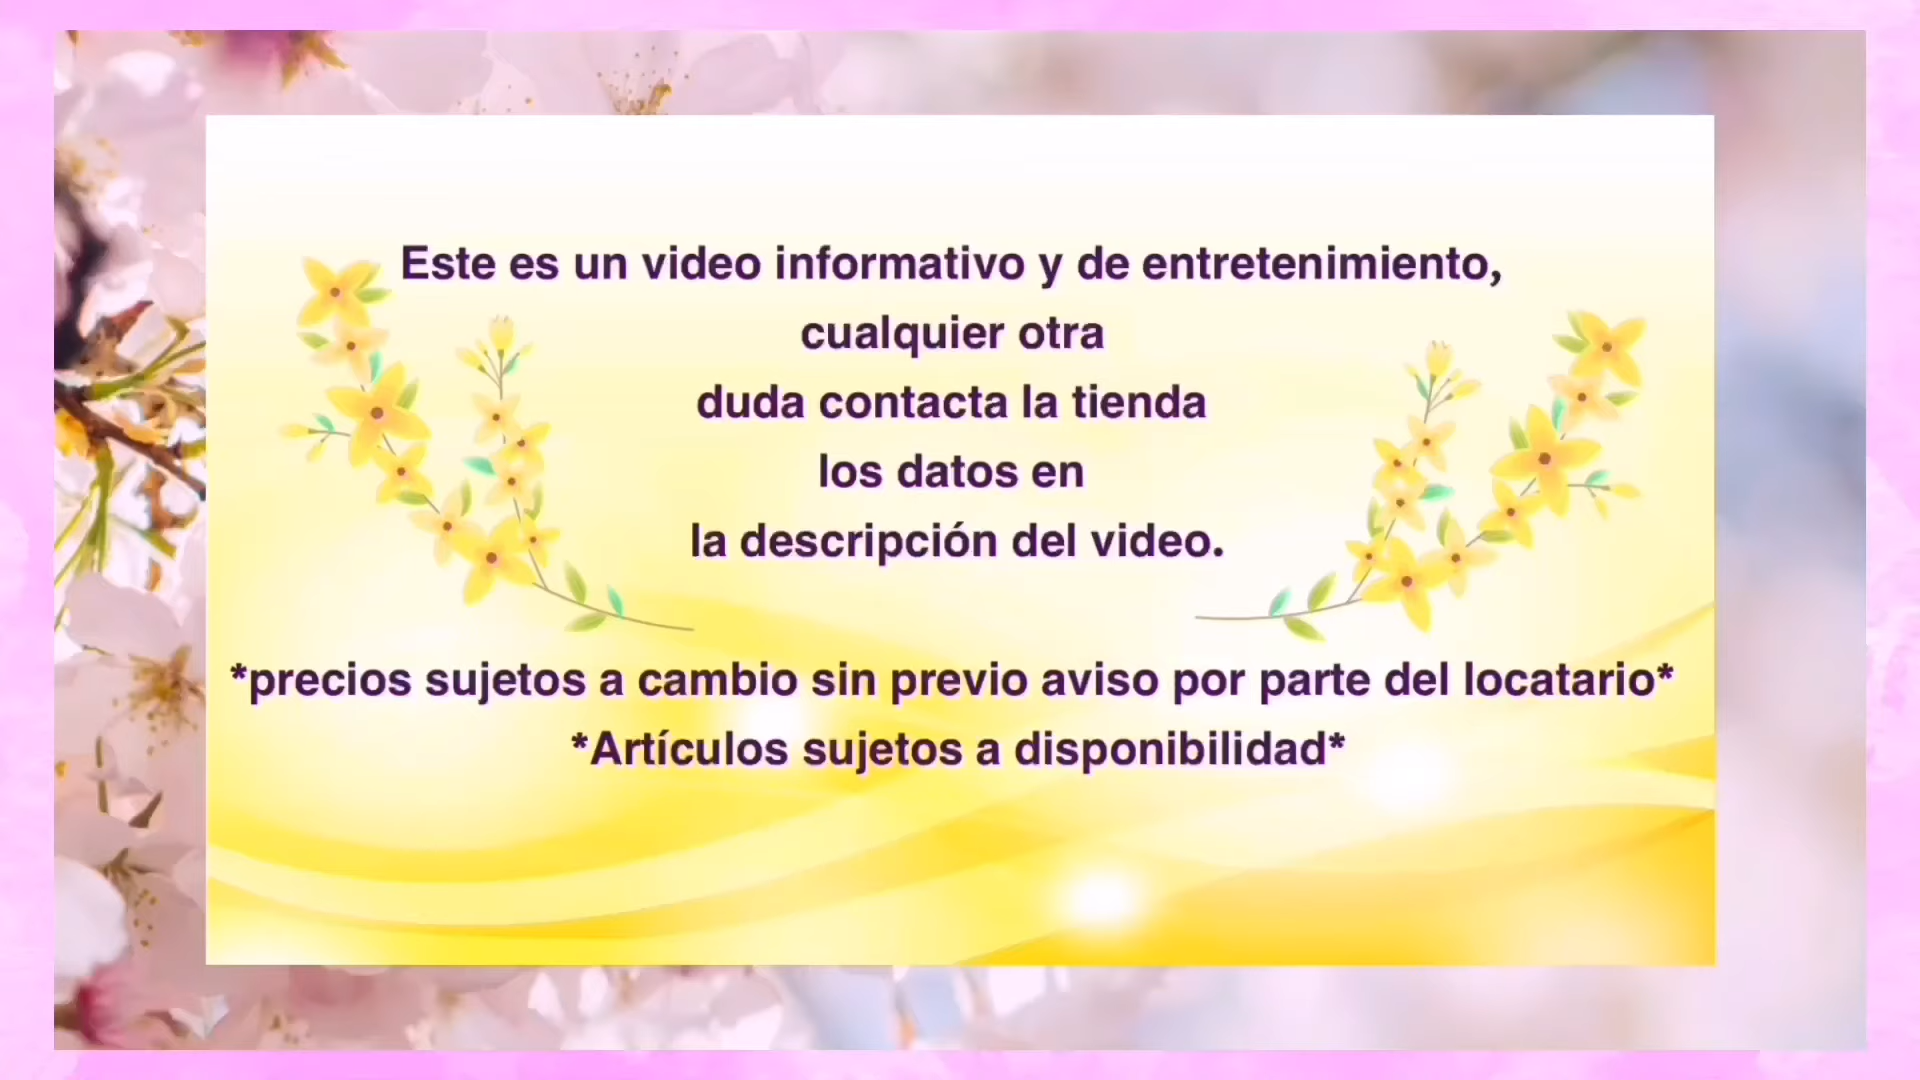 Este es un video informativo y de entretenimiento,
cualquier otra
duda contacta la tienda
los datos en
la descripción del video.
*precios sujetos a cambio sin previo aviso por parte del locatario*
*Artículos sujetos a disponibilidad*